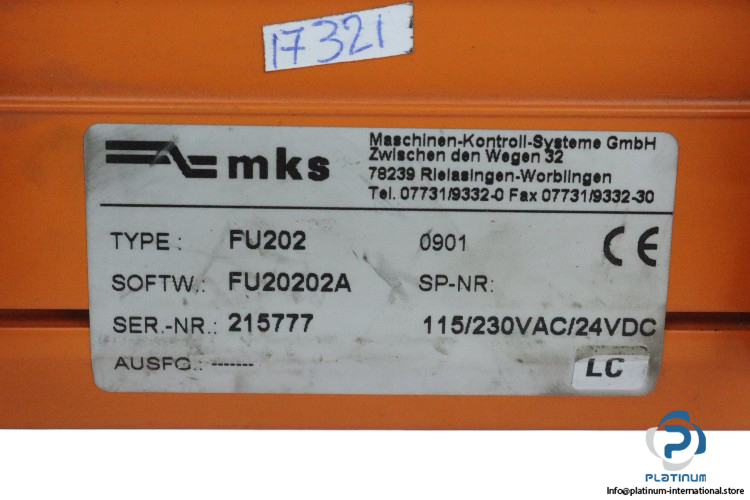 17321
mks
Maschinen-Kontroll-Systeme GmbH
Zwischen den Wegen 32
78239 Rielasingen-Worblingen
Tel. 07731/9332-0 Fax 07731/9332-30
TYPE : FU202 0901 CE
SOFTW.: FU20202A SP-NR:
SER.-NR.: 215777 115/230VAC/24VDC
AUSFG.: -------
LC
PLATINUM
Info@platinum-international.store